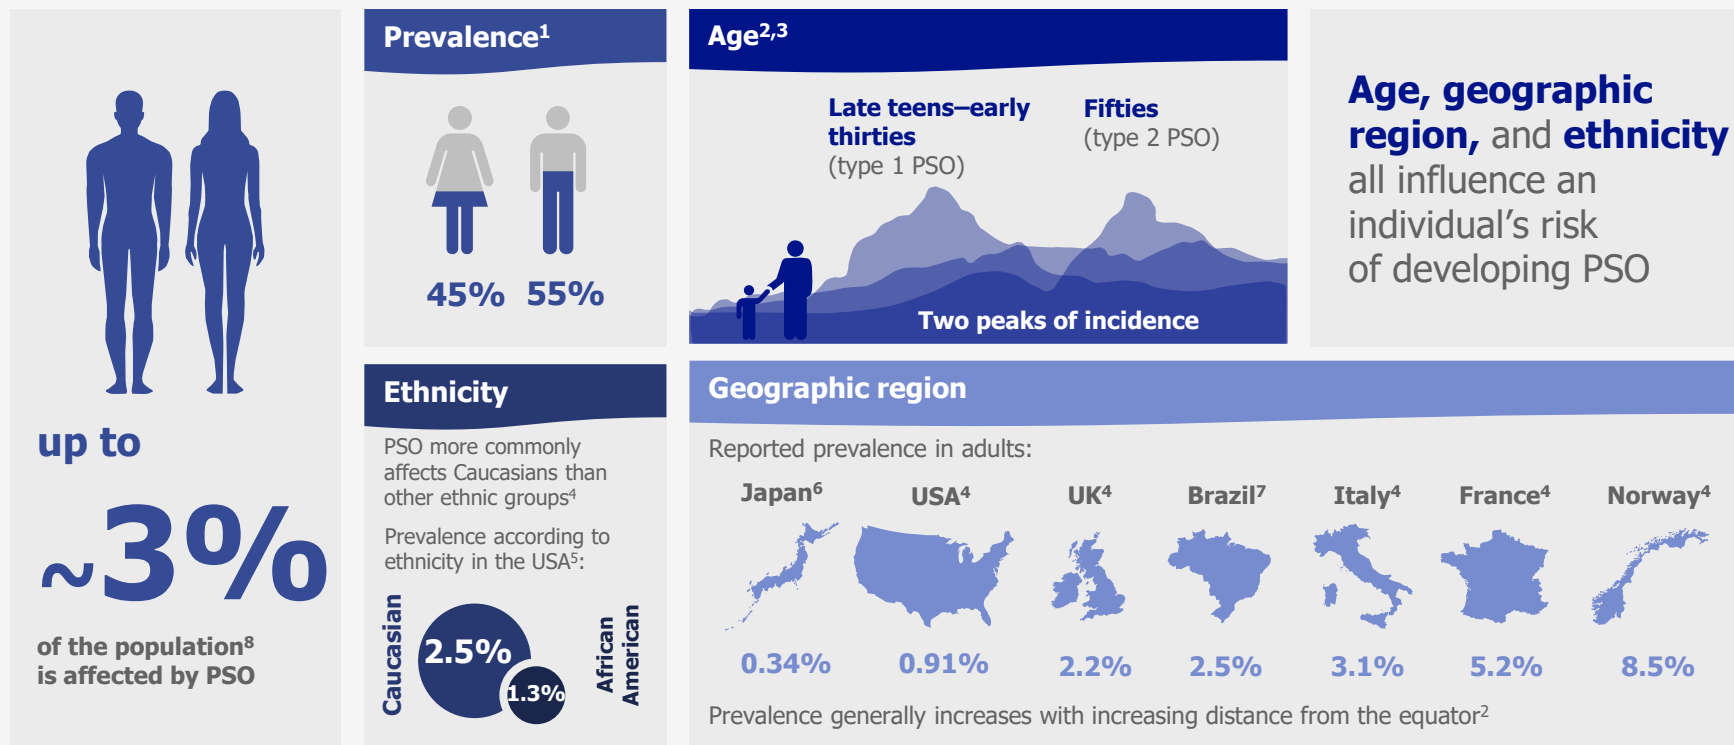 up to
~3%
of the population⁸
is affected by PSO
Prevalence¹
45% 55%
Age²,³
Late teens–early
thirties
(type 1 PSO)
Fifties
(type 2 PSO)
Two peaks of incidence
Age, geographic
region, and ethnicity
all influence an
individual's risk
of developing PSO
Ethnicity
PSO more commonly
affects Caucasians than
other ethnic groups⁴
Prevalence according to
ethnicity in the USA⁵:
Caucasian
2.5%
1.3%
African
American
Geographic region
Reported prevalence in adults:
Japan⁶ USA⁴ UK⁴ Brazil⁷ Italy⁴ France⁴ Norway⁴
0.34% 0.91% 2.2% 2.5% 3.1% 5.2% 8.5%
Prevalence generally increases with increasing distance from the equator²